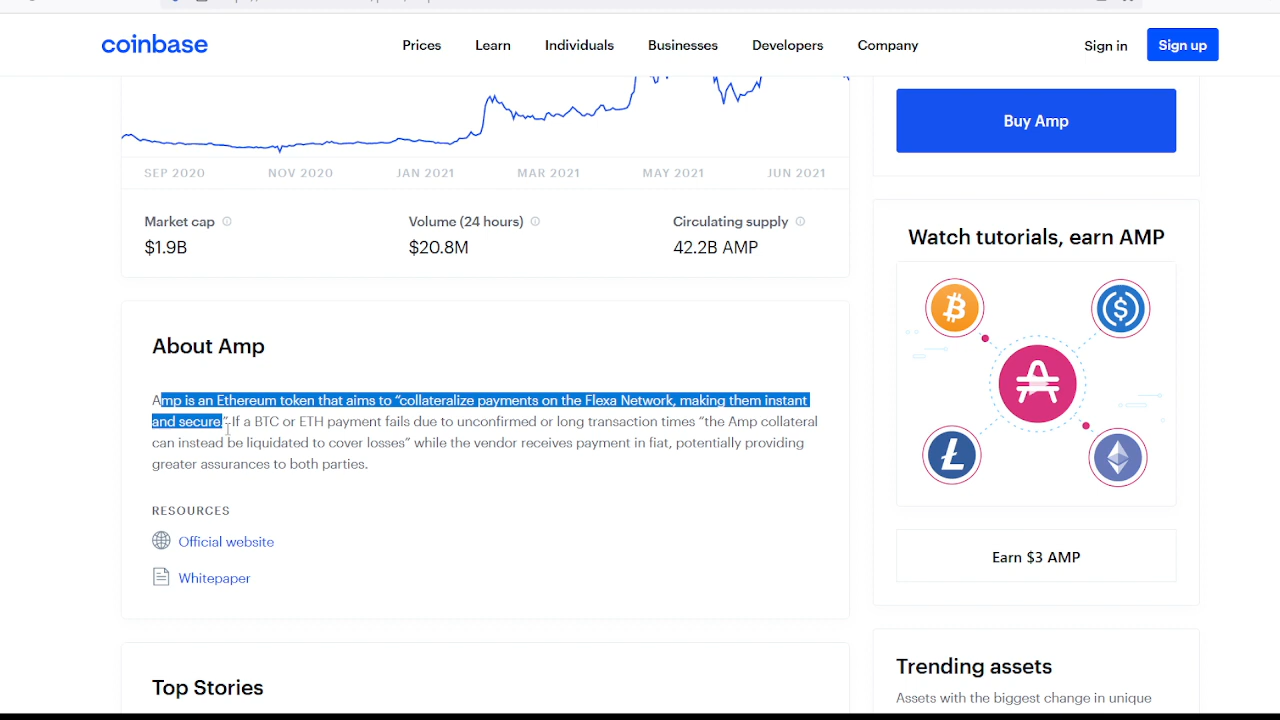 coinbase
Prices Learn Individuals Businesses Developers Company
Sign in Sign up
SEP 2020 NOV 2020 JAN 2021 MAR 2021 MAY 2021 JUN 2021
Market cap Volume (24 hours) Circulating supply
$1.9B $20.8M 42.2B AMP
About Amp
Amp is an Ethereum token that aims to “collateralize payments on the Flexa Network, making them instant
and secure.” If a BTC or ETH payment fails due to unconfirmed or long transaction times “the Amp collateral
can instead be liquidated to cover losses” while the vendor receives payment in fiat, potentially providing
greater assurances to both parties.
RESOURCES
Official website
Whitepaper
Top Stories
Buy Amp
Watch tutorials, earn AMP
Earn $3 AMP
Trending assets
Assets with the biggest change in unique